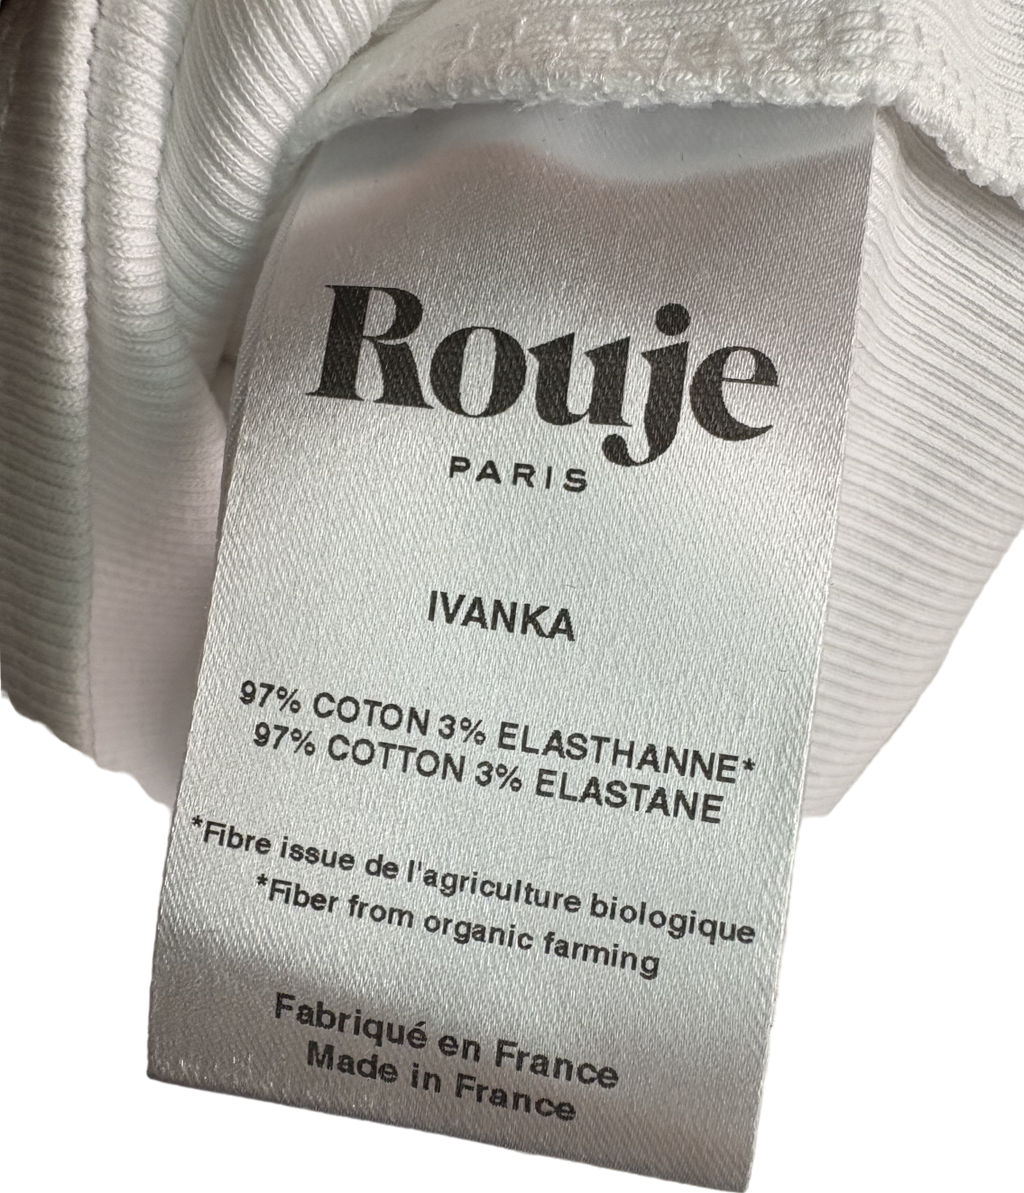 Rouje
PARIS
IVANKA
97% COTON 3% ELASTHANNE*
97% COTTON 3% ELASTANE
*Fibre issue de l'agriculture biologique
*Fiber from organic farming
Fabriqué en France
Made in France